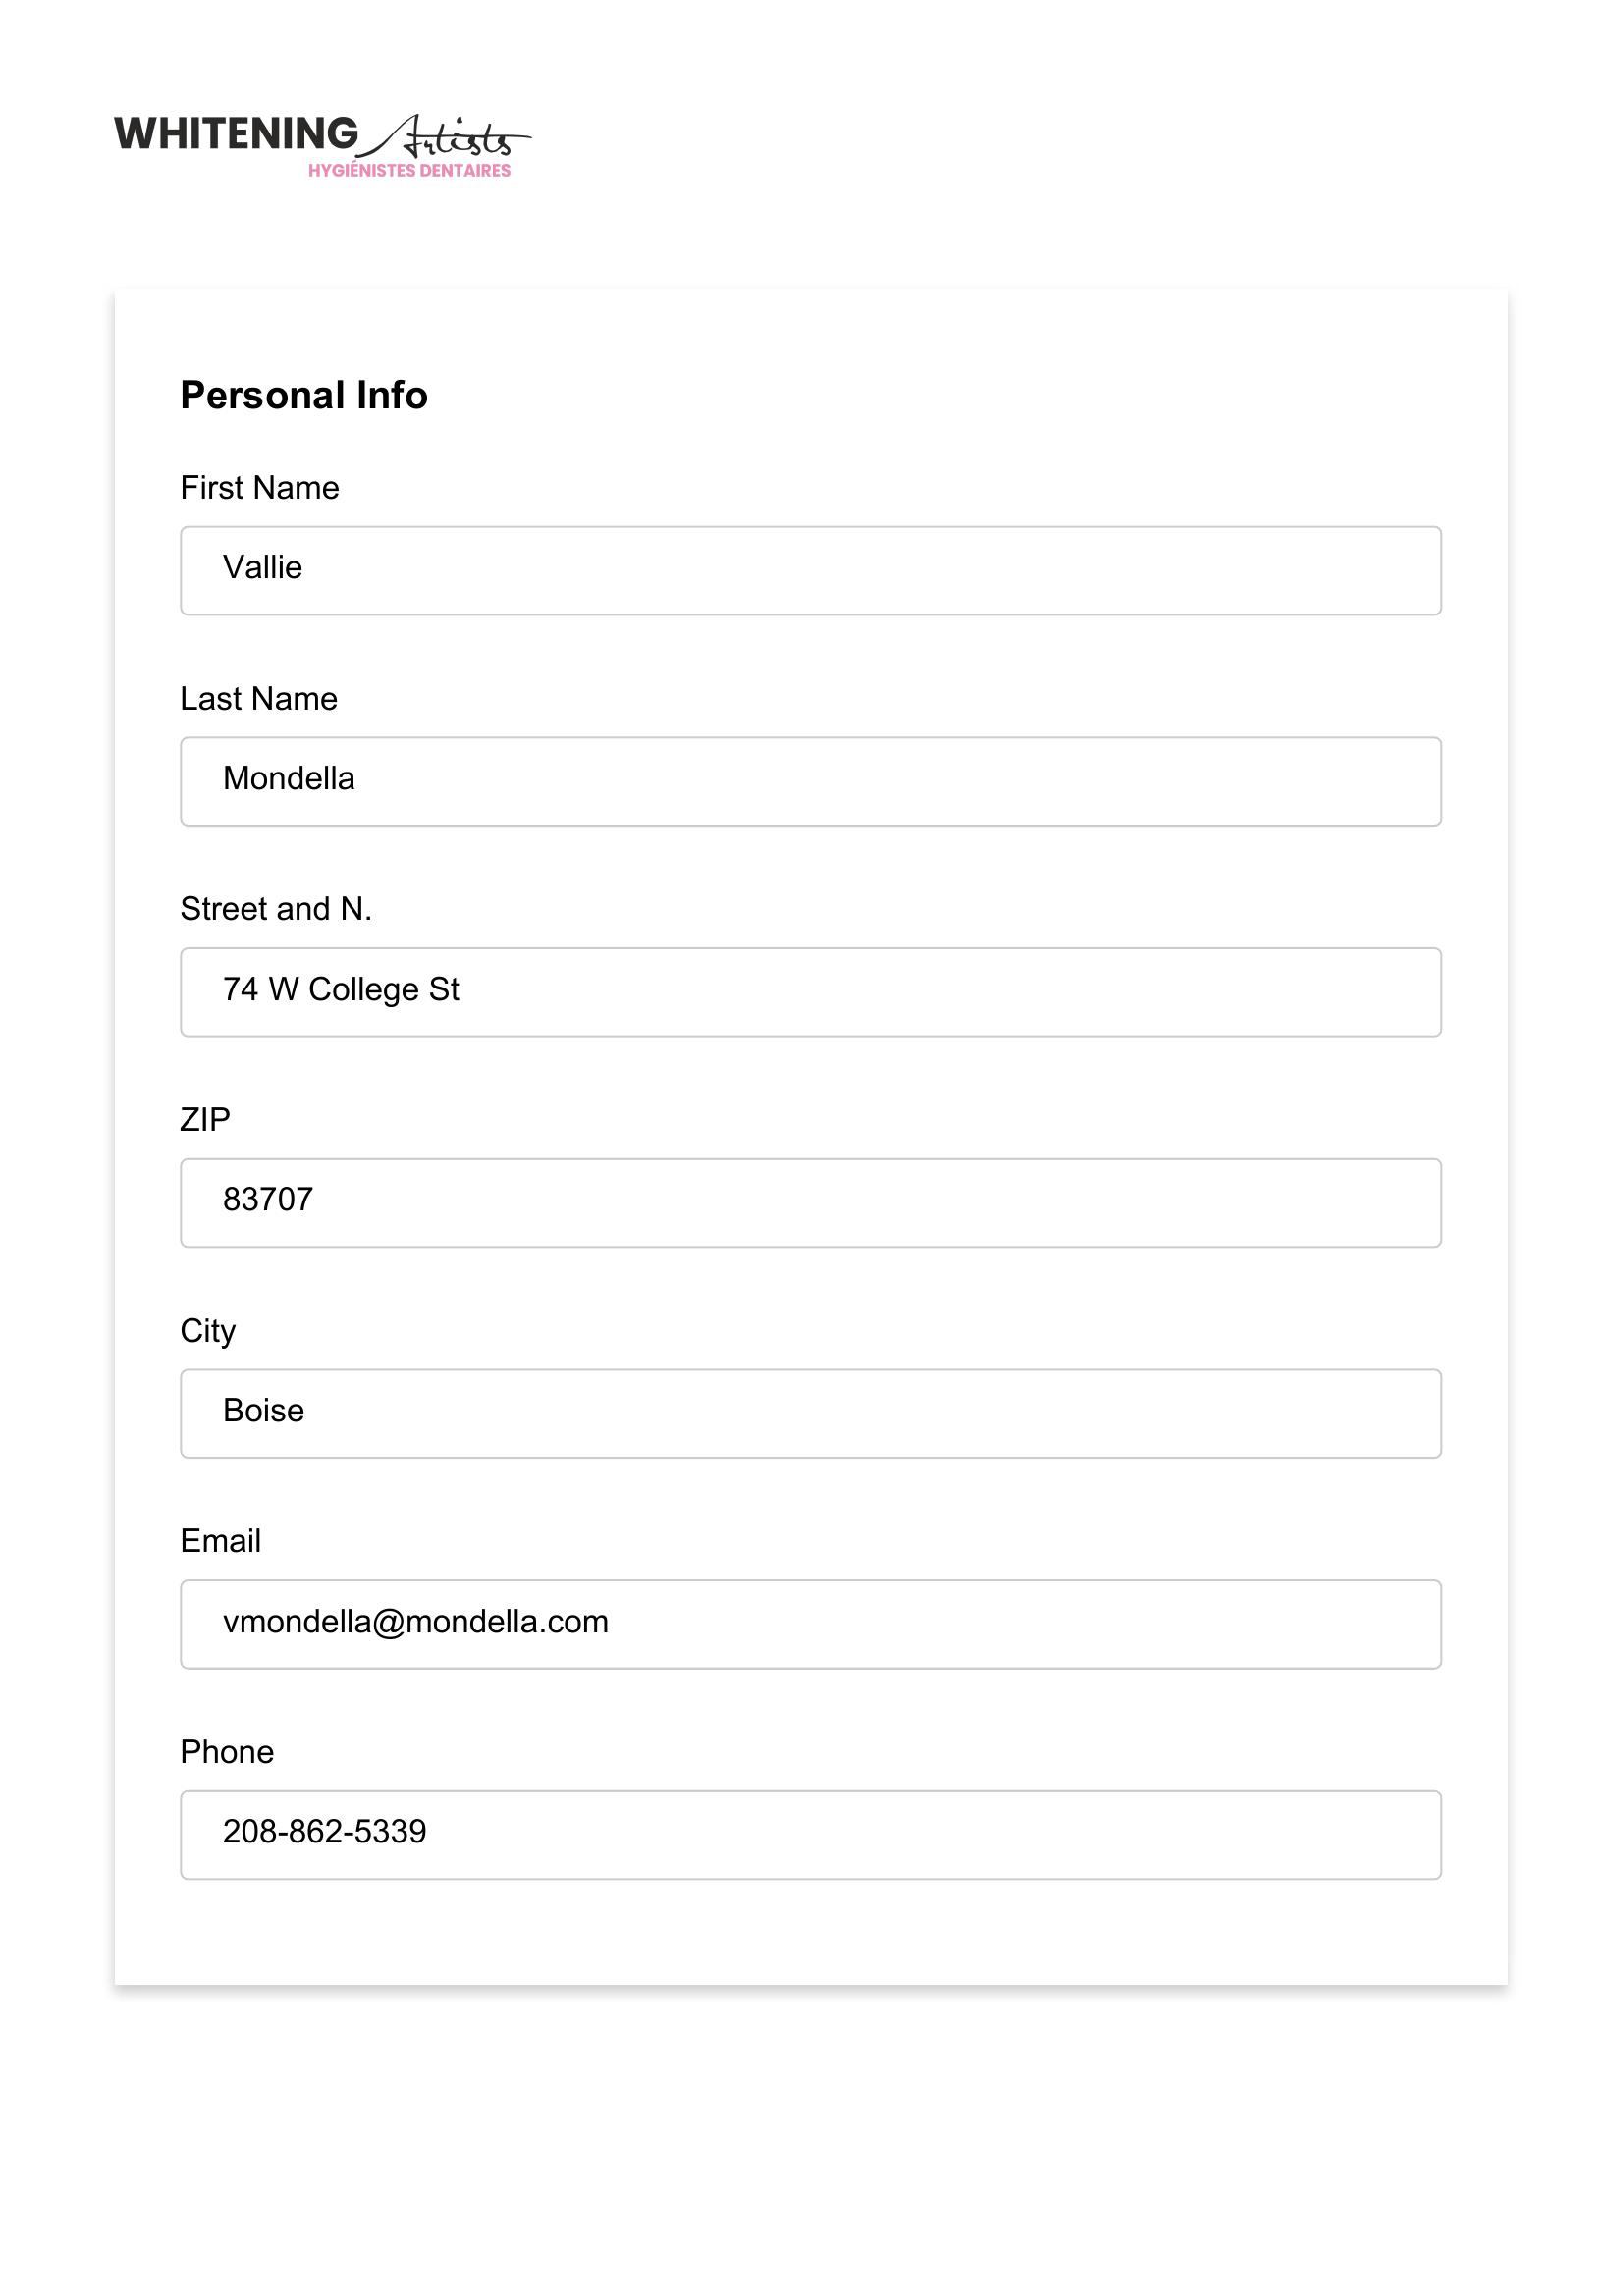 WHITENING Artists
HYGIÉNISTES DENTAIRES
Personal Info
First Name
Vallie
Last Name
Mondella
Street and N.
74 W College St
ZIP
83707
City
Boise
Email
vmondella@mondella.com
Phone
208-862-5339